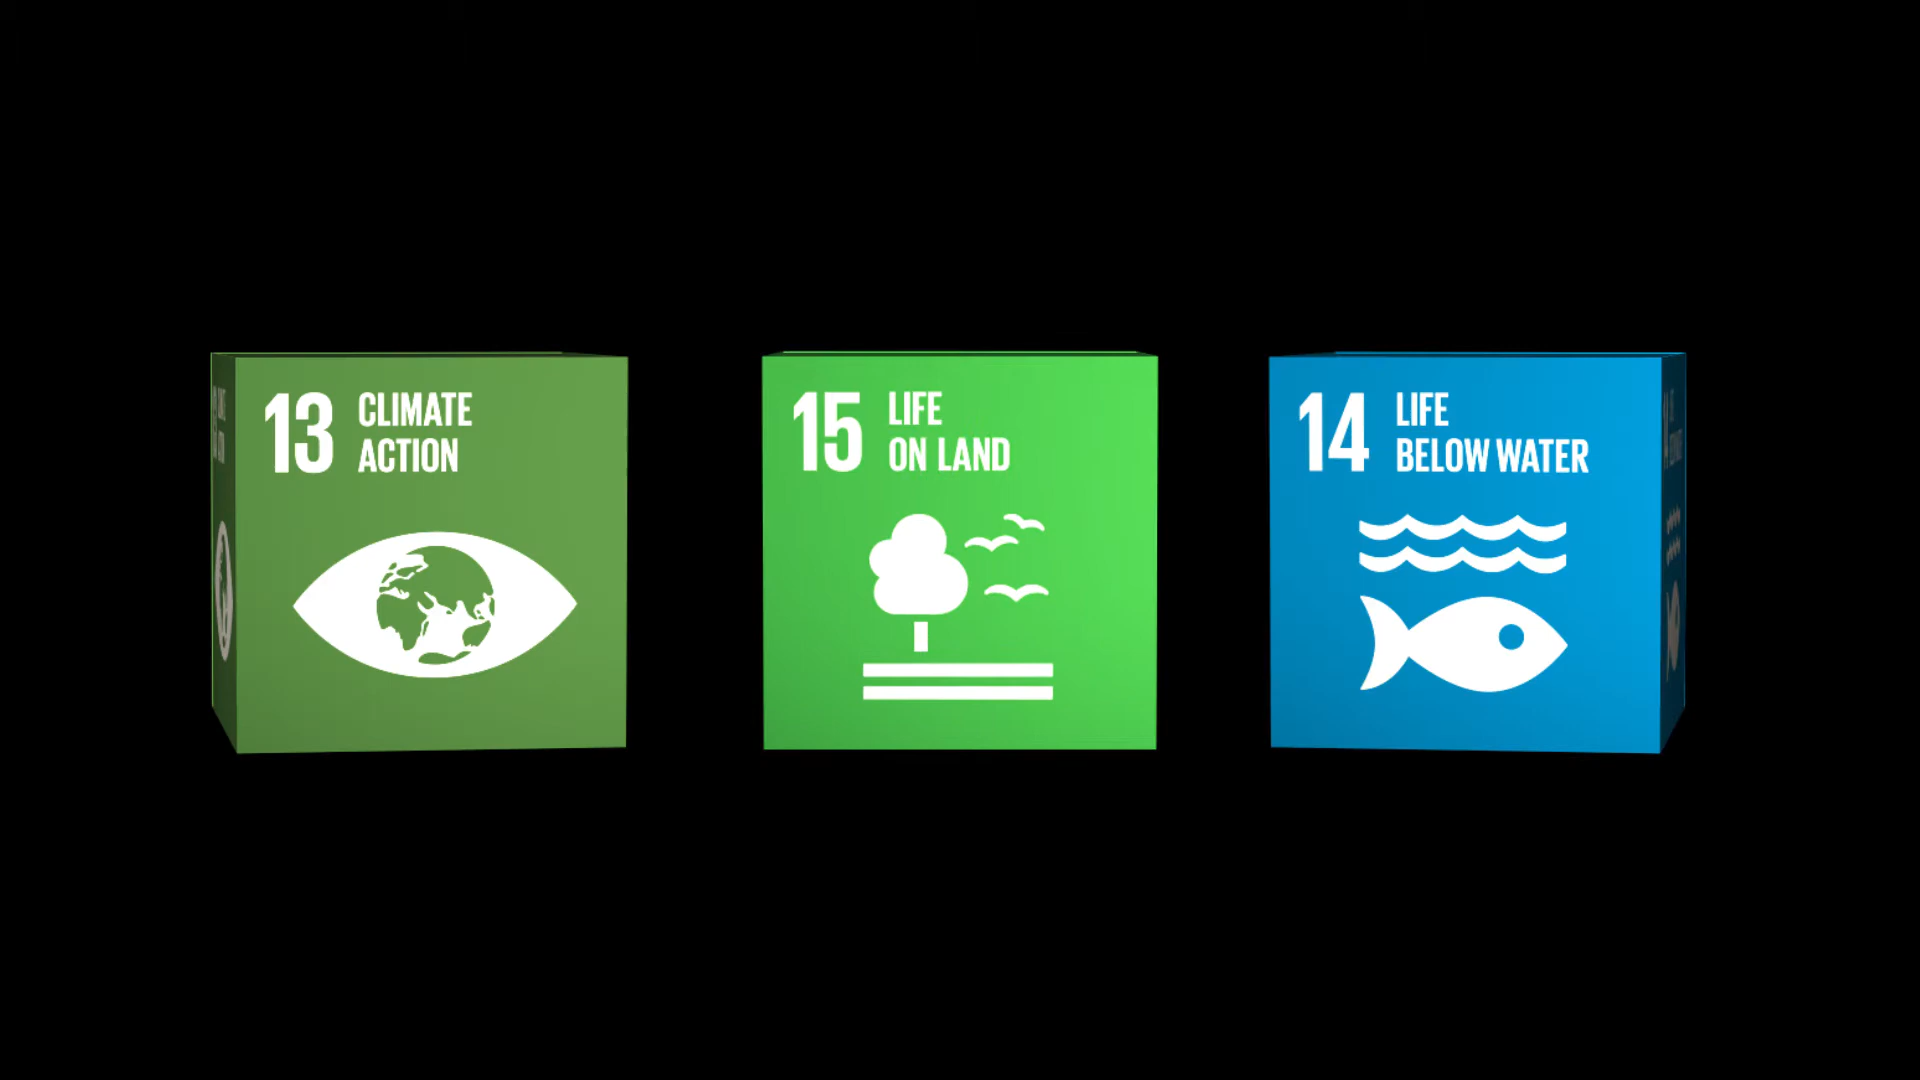 13 CLIMATE
ACTION
15 LIFE
ON LAND
14 LIFE
BELOW WATER